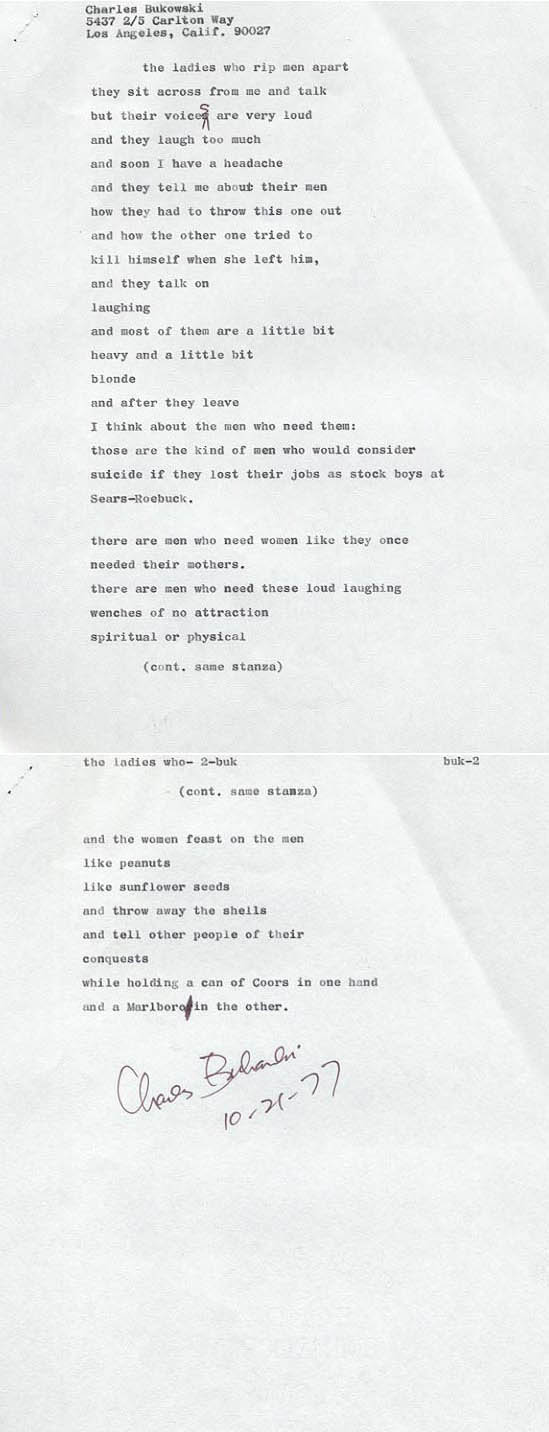 Charles Bukowski
5437 2/5 Carlton Way
Los Angeles, Calif. 90027
the ladies who rip men apart
they sit across from me and talk
but their voices are very loud
and they laugh too much
and soon I have a headache
and they tell me about their men
how they had to throw this one out
and how the other one tried to
kill himself when she left him,
and they talk on
laughing
and most of them are a little bit
heavy and a little bit
blonde
and after they leave
I think about the men who need them:
those are the kind of men who would consider
suicide if they lost their jobs as stock boys at
Sears-Roebuck.
there are men who need women like they once
needed their mothers.
there are men who need these loud laughing
wenches of no attraction
spiritual or physical
(cont. same stanza)
the ladies who- 2-buk buk-2
(cont. same stanza)
and the women feast on the men
like peanuts
like sunflower seeds
and throw away the shells
and tell other people of their
conquests
while holding a can of Coors in one hand
and a Marlboro in the other.
Charles Bukowski
10-21-77